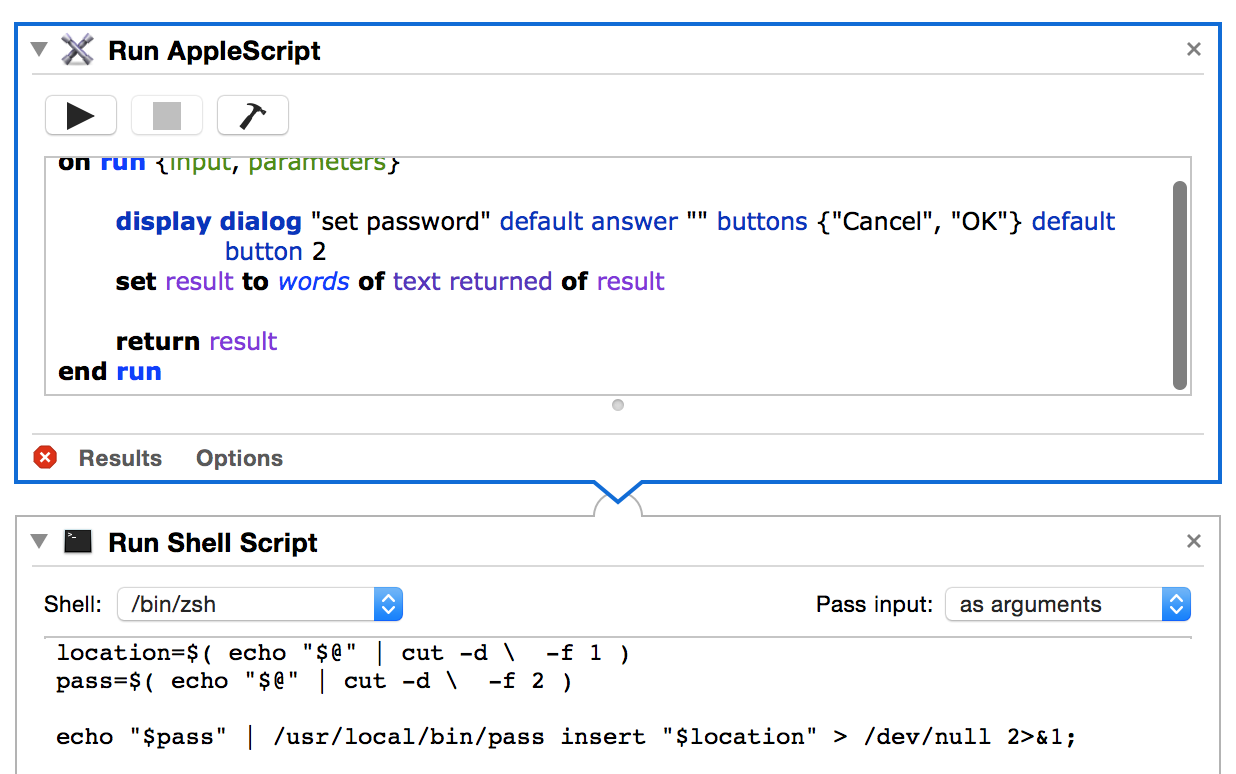 Run AppleScript
on run {input, parameters}
display dialog "set password" default answer "" buttons {"Cancel", "OK"} default
button 2
set result to words of text returned of result
return result
end run
Results Options
Run Shell Script
Shell: /bin/zsh Pass input: as arguments
location=$( echo "$@" | cut -d \  -f 1 )
pass=$( echo "$@" | cut -d \  -f 2 )
echo "$pass" | /usr/local/bin/pass insert "$location" > /dev/null 2>&1;